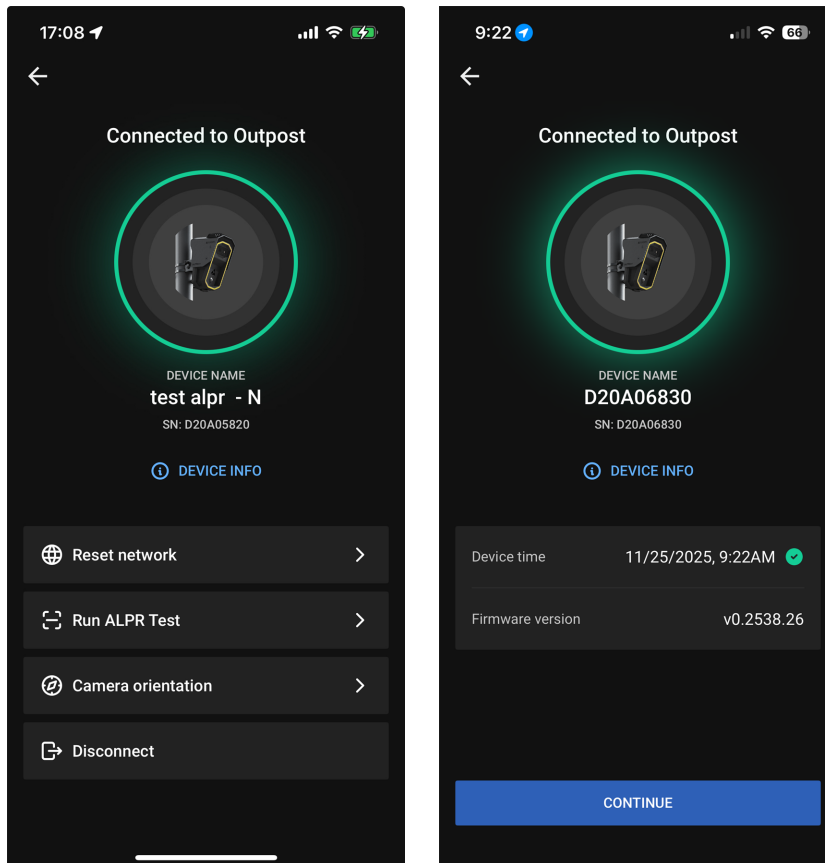 17:08
Connected to Outpost
DEVICE NAME
test alpr - N
SN: D20A05820
DEVICE INFO
Reset network
Run ALPR Test
Camera orientation
Disconnect
9:22
66
Connected to Outpost
DEVICE NAME
D20A06830
SN: D20A06830
DEVICE INFO
Device time 11/25/2025, 9:22AM
Firmware version v0.2538.26
CONTINUE